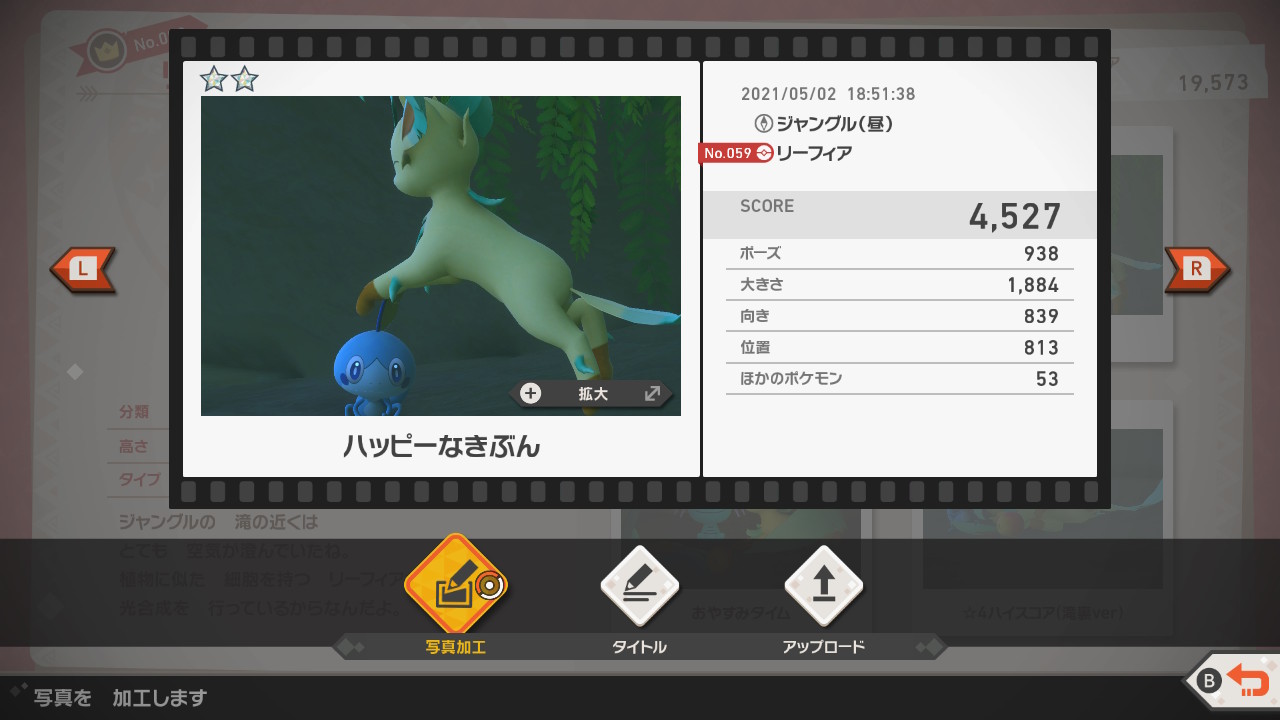 No.0
19,573
2021/05/02 18:51:38
ジャングル(昼)
No.059 リーフィア
SCORE 4,527
ポーズ 938
大きさ 1,884
向き 839
位置 813
ほかのポケモン 53
L
R
+ 拡大
ハッピーなきぶん
分類
高さ
タイプ
ジャングルの 滝の近くは
とても 空気が澄んでいたね。
植物に似た 細胞を持つ リーフィア
光合成を 行っているからなんだよ。
おやすみタイム
☆4ハイスコア(魔裏ver)
写真加工
タイトル
アップロード
写真を 加工します
B